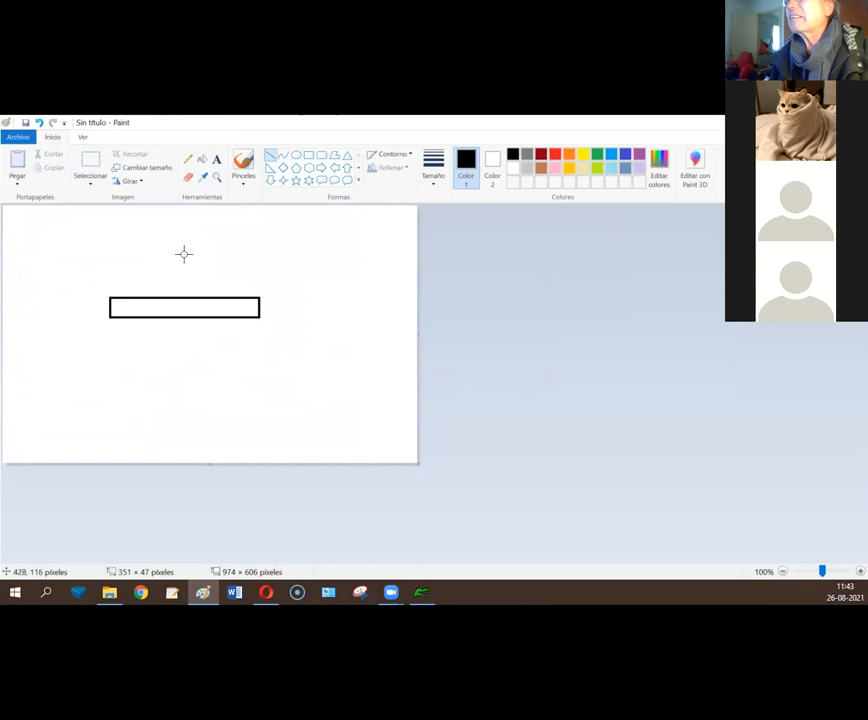 Sin título - Paint
Archivo Inicio Ver
Pegar
Cortar
Copiar
Portapapeles
Seleccionar
Recortar
Cambiar tamaño
Girar
Imagen
A
Herramientas
Pinceles
Contorno
Rellenar
Formas
Tamaño
Color 1
Color 2
Editar colores
Colores
Editar con Paint 3D
428, 116 píxeles
351 × 47 píxeles
974 × 606 píxeles
100%
W
11:43
26-08-2021